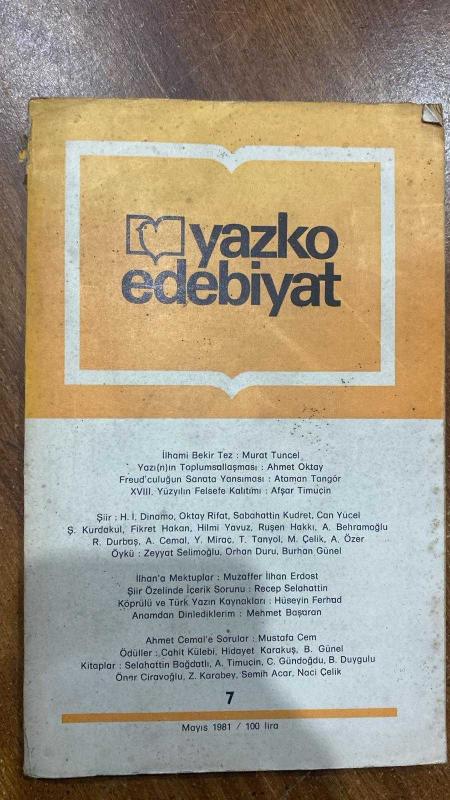 yazko
edebiyat
İlhami Bekir Tez : Murat Tuncel
Yazı(n)ın Toplumsallaşması : Ahmet Oktay
Freud'culuğun Sanata Yansıması : Ataman Tangör
XVIII. Yüzyılın Felsefe Kalıtımı : Afşar Timuçin
Şiir : H. İ. Dinamo, Oktay Rifat, Sabahattin Kudret, Can Yücel
Ş. Kurdakul, Fikret Hakan, Hilmi Yavuz, Ruşen Hakkı, A. Behramoğlu
R. Durbaş, A. Cemal, Y. Miraç, T. Tanyol, M. Çelik, A. Özer
Öykü : Zeyyat Selimoğlu, Orhan Duru, Burhan Günel
İlhan'a Mektuplar : Muzaffer İlhan Erdost
Şiir Özelinde İçerik Sorunu : Recep Selahattin
Köprülü ve Türk Yazın Kaynakları : Hüseyin Ferhad
Anamdan Dinlediklerim : Mehmet Başaran
Ahmet Cemal'e Sorular : Mustafa Cem
Ödüller : Cahit Külebi, Hidayet Karakuş, B. Günel
Kitaplar : Selahattin Bağdatlı, A. Timuçin, C. Gündoğdu, B. Duygulu
Öner Ciravoğlu, Z. Karabey, Semih Acar, Naci Çelik
7
Mayıs 1981 / 100 lira